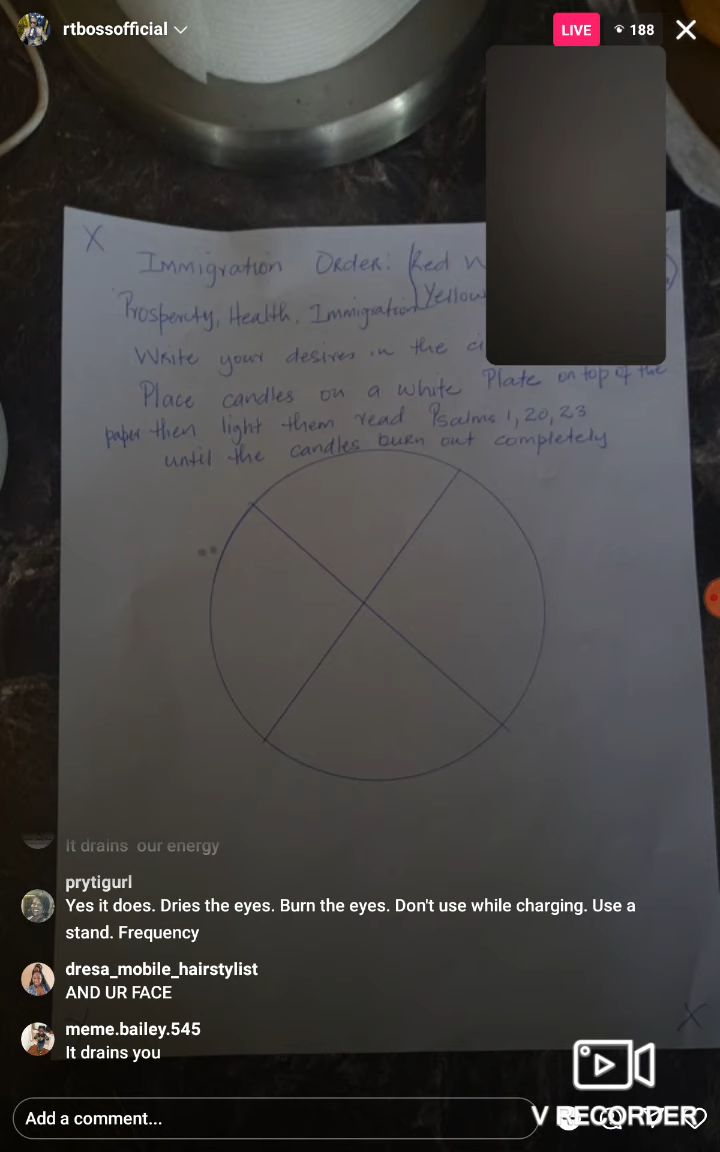 rtbossofficial
LIVE
188
X
Immigration Order: (Red
Prosperity, Health, Immigration Yellow
Write your desires in the
Place candles on a white Plate on top of the
paper then light them read Psalms 1, 20, 23
until the candles burn out completely
It drains our energy
prytigurl
Yes it does. Dries the eyes. Burn the eyes. Don't use while charging. Use a
stand. Frequency
dresa_mobile_hairstylist
AND UR FACE
meme.bailey.545
It drains you
X
Add a comment...
V RECORDER